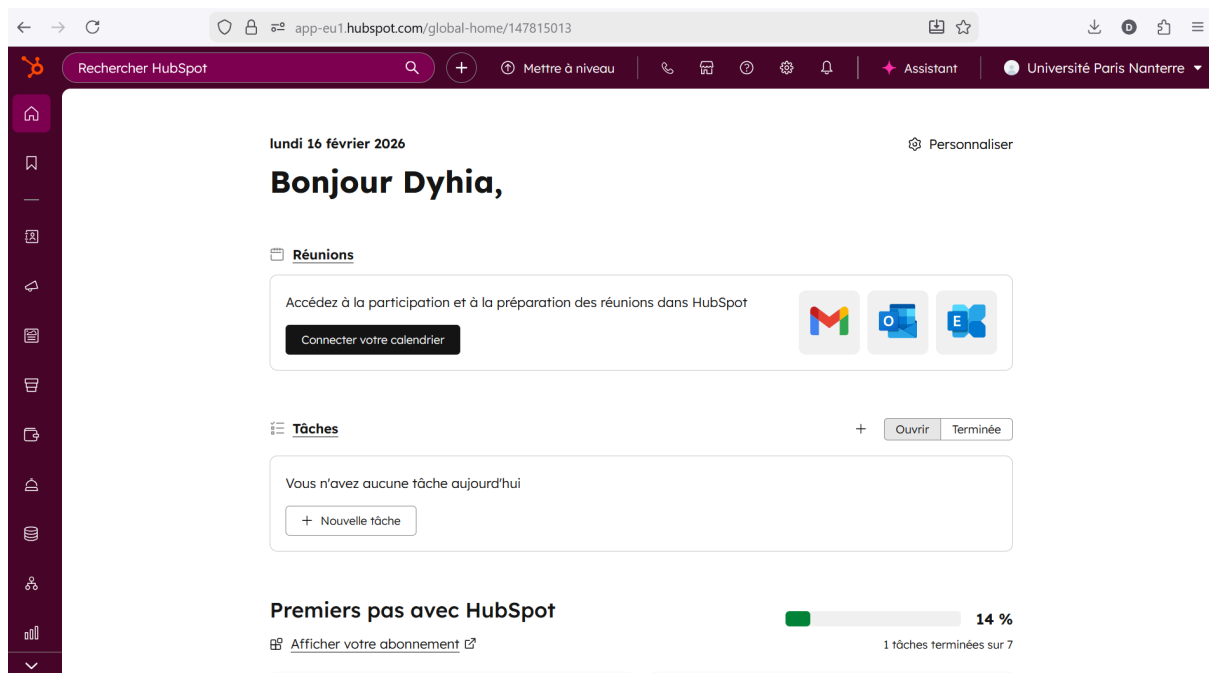 app-eu1.hubspot.com/global-home/147815013
D
Rechercher HubSpot
Mettre à niveau
Assistant
Université Paris Nanterre
lundi 16 février 2026
Personnaliser
Bonjour Dyhia,
Réunions
Accédez à la participation et à la préparation des réunions dans HubSpot
Connecter votre calendrier
O
E
Tâches
Ouvrir
Terminée
Vous n'avez aucune tâche aujourd'hui
+ Nouvelle tâche
Premiers pas avec HubSpot
14 %
Afficher votre abonnement
1 tâches terminées sur 7